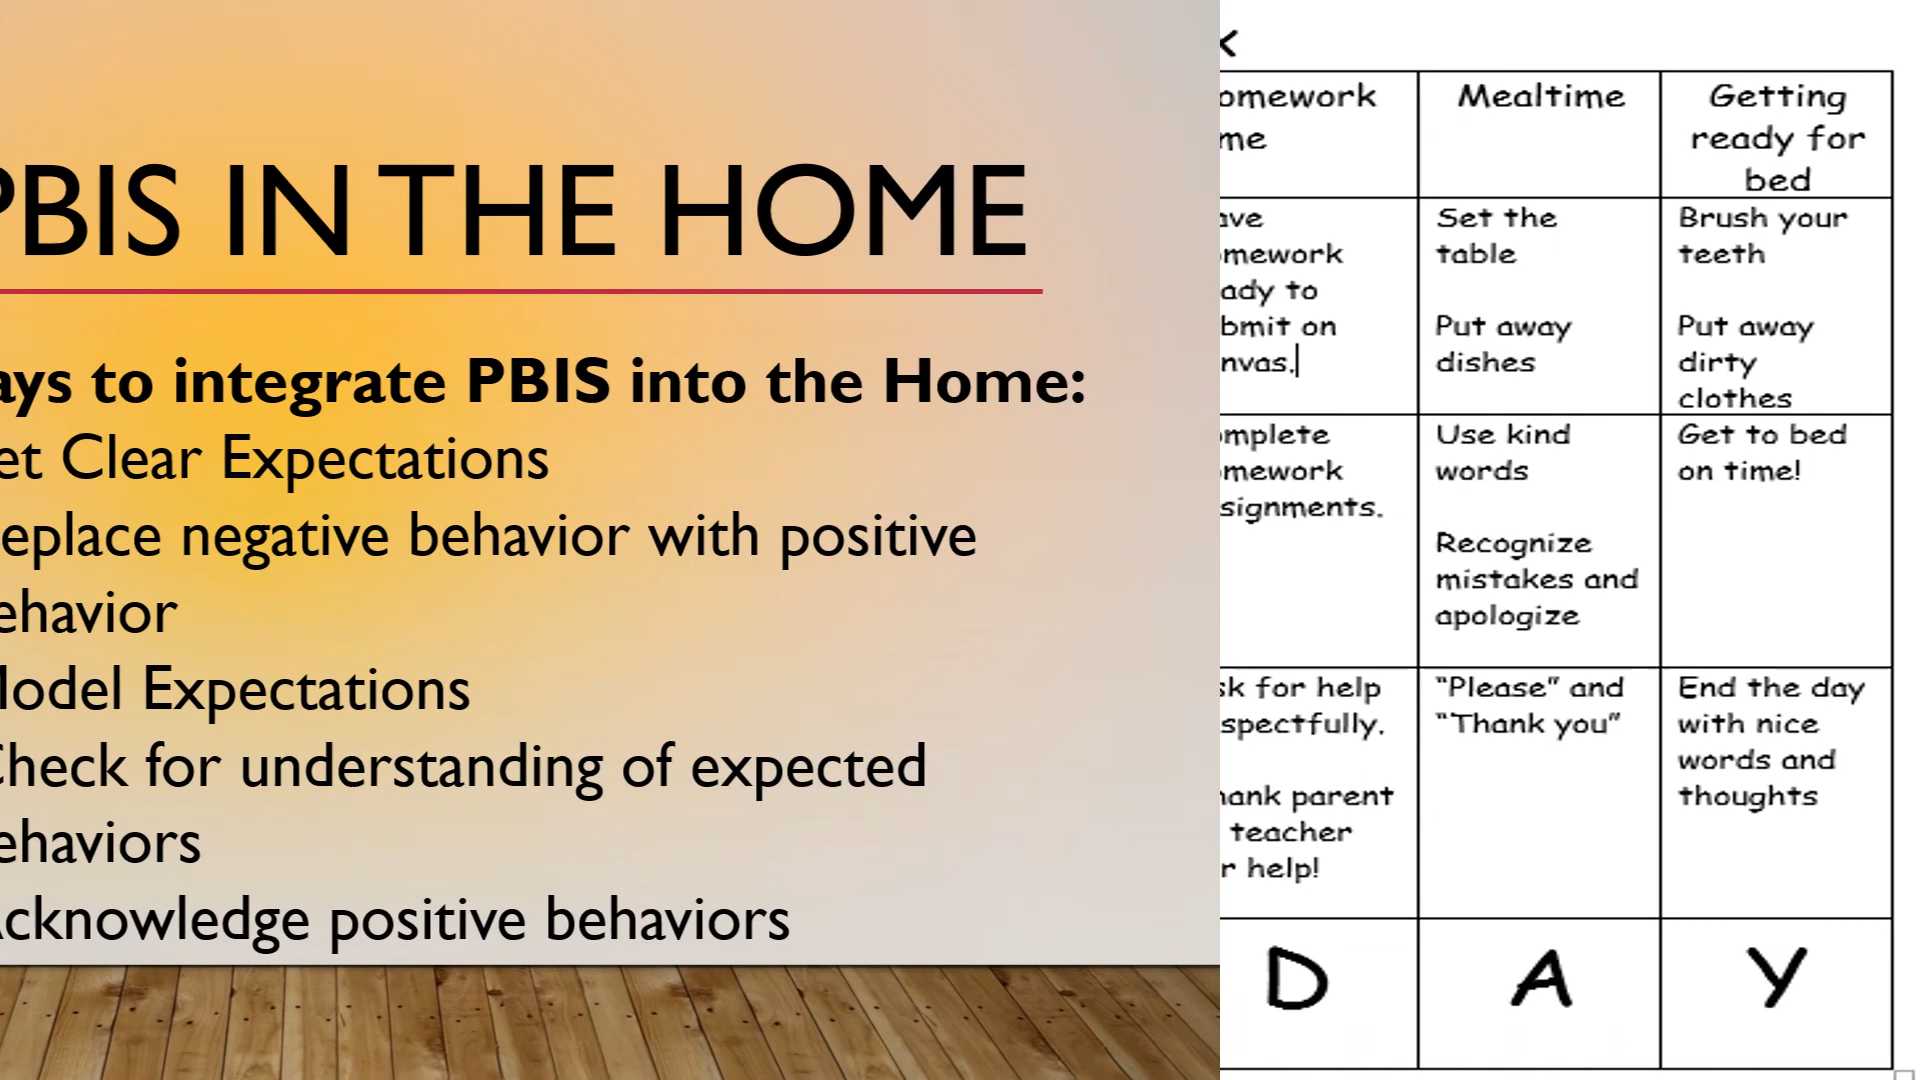 PBIS IN THE HOME
ays to integrate PBIS into the Home:
et Clear Expectations
eplace negative behavior with positive
ehavior
odel Expectations
Check for understanding of expected
ehaviors
Acknowledge positive behaviors
k
omework
me
Mealtime
Getting
ready for
bed
ave
mework
ady to
bmit on
nvas.
Set the
table
Put away
dishes
Brush your
teeth
Put away
dirty
clothes
mplete
mework
signments.
Use kind
words
Recognize
mistakes and
apologize
Get to bed
on time!
sk for help
spectfully.
hank parent
teacher
r help!
“Please” and
“Thank you”
End the day
with nice
words and
thoughts
D
A
Y